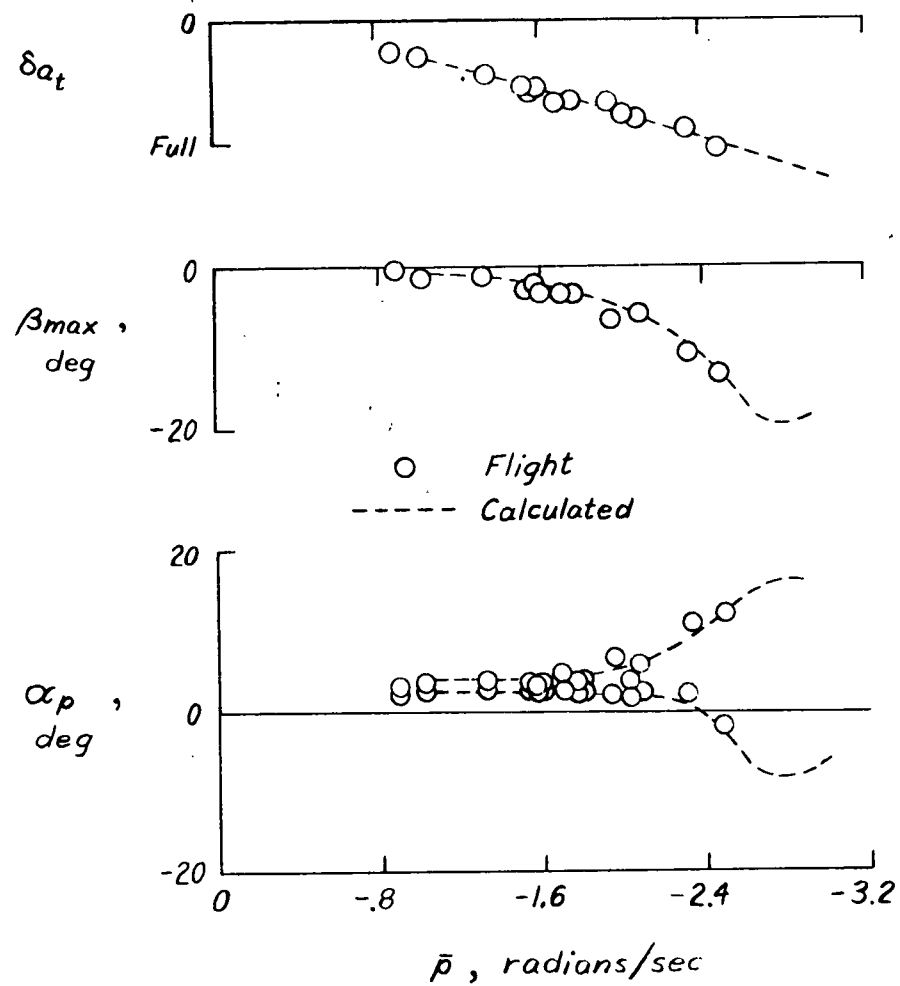 0
δat
Full
0
βmax ,
deg
-20
Flight
Calculated
20
αp ,
deg
0
-20
0 -.8 -1.6 -2.4 -3.2
p̄ , radians/sec